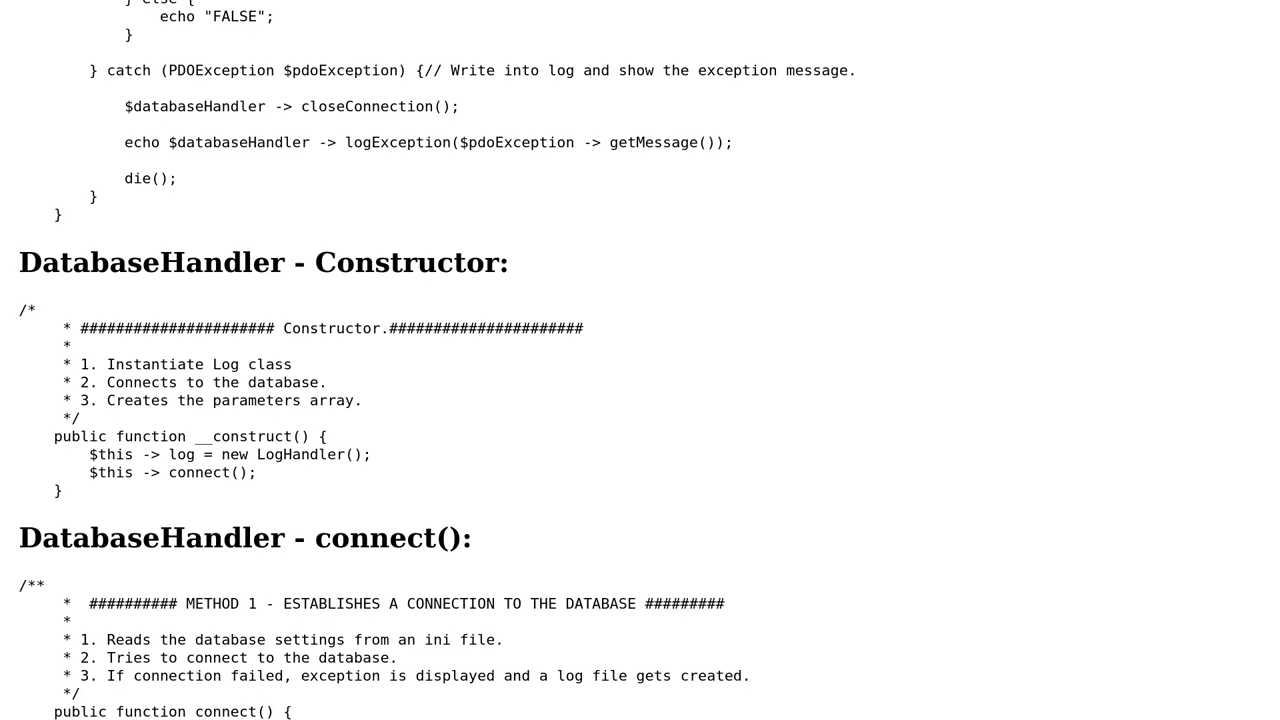 } else {
echo "FALSE";
}
} catch (PDOException $pdoException) {// Write into log and show the exception message.
$databaseHandler -> closeConnection();
echo $databaseHandler -> logException($pdoException -> getMessage());
die();
}
}
DatabaseHandler - Constructor:
/*
* ###################### Constructor.######################
*
* 1. Instantiate Log class
* 2. Connects to the database.
* 3. Creates the parameters array.
*/
public function __construct() {
$this -> log = new LogHandler();
$this -> connect();
}
DatabaseHandler - connect():
/**
*  ########## METHOD 1 - ESTABLISHES A CONNECTION TO THE DATABASE #########
*
* 1. Reads the database settings from an ini file.
* 2. Tries to connect to the database.
* 3. If connection failed, exception is displayed and a log file gets created.
*/
public function connect() {